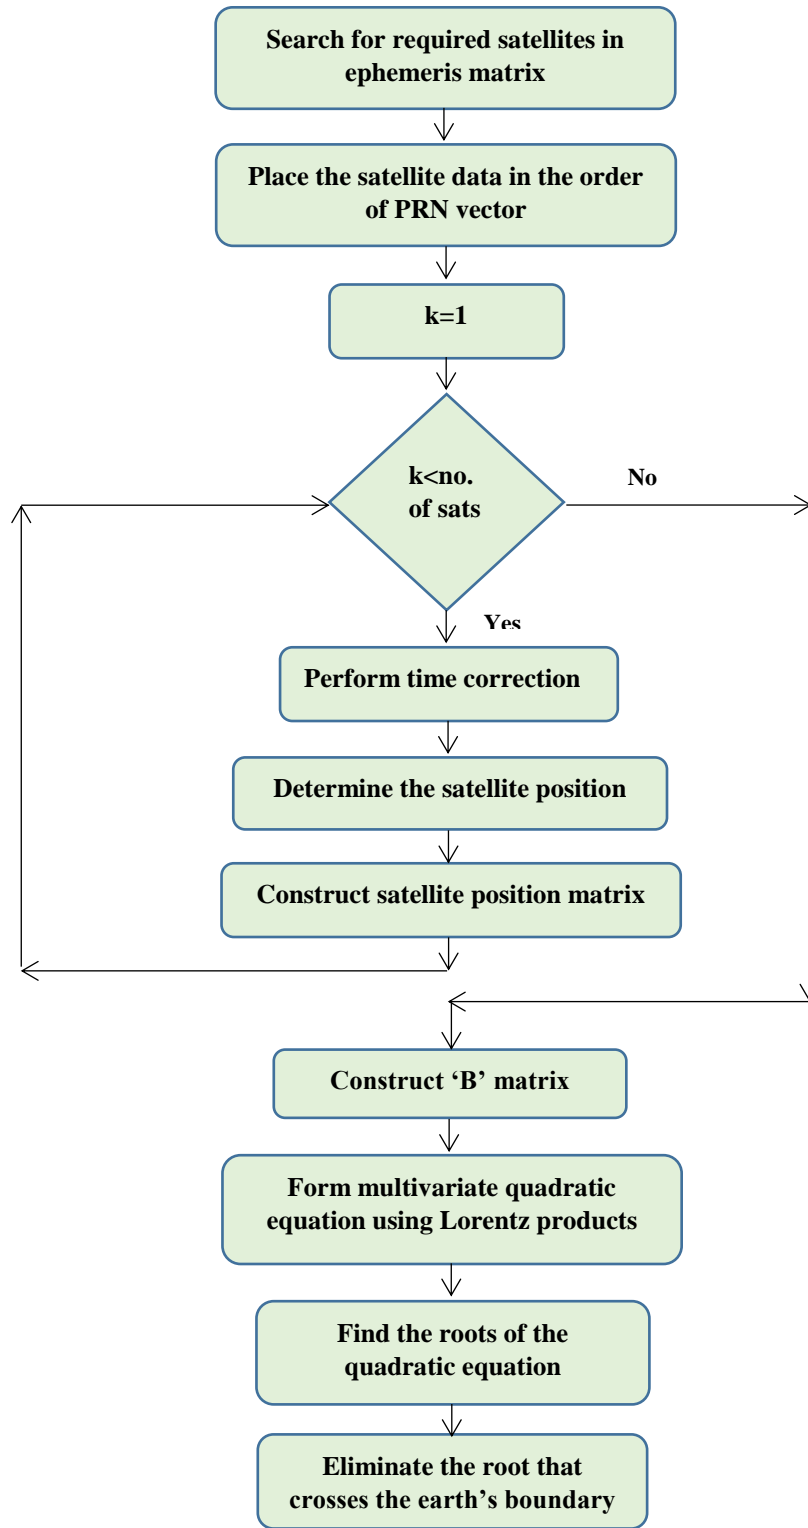 Search for required satellites in
ephemeris matrix
Place the satellite data in the order
of PRN vector
k=1
k<no.
of sats
No
Yes
Perform time correction
Determine the satellite position
Construct satellite position matrix
Construct ‘B’ matrix
Form multivariate quadratic
equation using Lorentz products
Find the roots of the
quadratic equation
Eliminate the root that
crosses the earth’s boundary